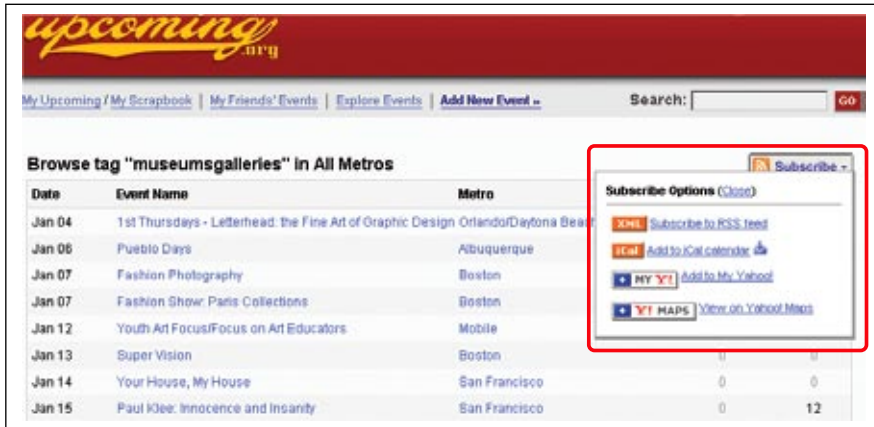 upcoming
.org
My Upcoming / My Scrapbook | My Friends' Events | Explore Events | Add New Event »
Search: GO
Browse tag "museumsgalleries" in All Metros
Subscribe
Date Event Name Metro
Subscribe Options (Close)
XML Subscribe to RSS feed
iCal Add to iCal calendar
+ MY Y! Add to My Yahoo!
+ Y! MAPS View on Yahoo! Maps
Jan 04 1st Thursdays - Letterhead: the Fine Art of Graphic Design Orlando/Daytona Beach
Jan 06 Pueblo Days Albuquerque
Jan 07 Fashion Photography Boston
Jan 07 Fashion Show: Paris Collections Boston
Jan 12 Youth Art Focus/Focus on Art Educators Mobile
Jan 13 Super Vision Boston 0 0
Jan 14 Your House, My House San Francisco 0 0
Jan 15 Paul Klee: Innocence and Insanity San Francisco 0 12